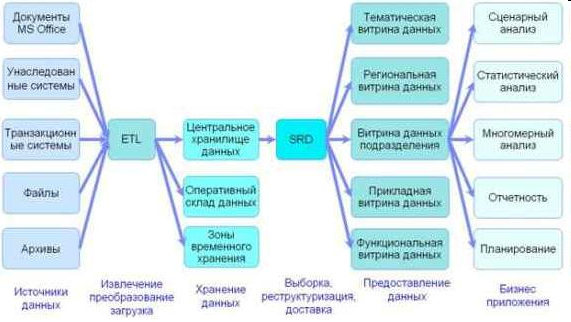 Документы
MS Office
Унаследован
ные системы
Транзакцион
ные системы
Файлы
Архивы
Источники
данных
ETL
Извлечение
преобразование
загрузка
Центральное
хранилище
данных
Оперативный
склад данных
Зоны
временного
хранения
Хранение
данных
SRD
Выборка,
реструктуризация,
доставка
Тематическая
витрина данных
Региональная
витрина данных
Витрина данных
подразделения
Прикладная
витрина данных
Функциональная
витрина данных
Предоставление
данных
Сценарный
анализ
Статистический
анализ
Многомерный
анализ
Отчетность
Планирование
Бизнес
приложения